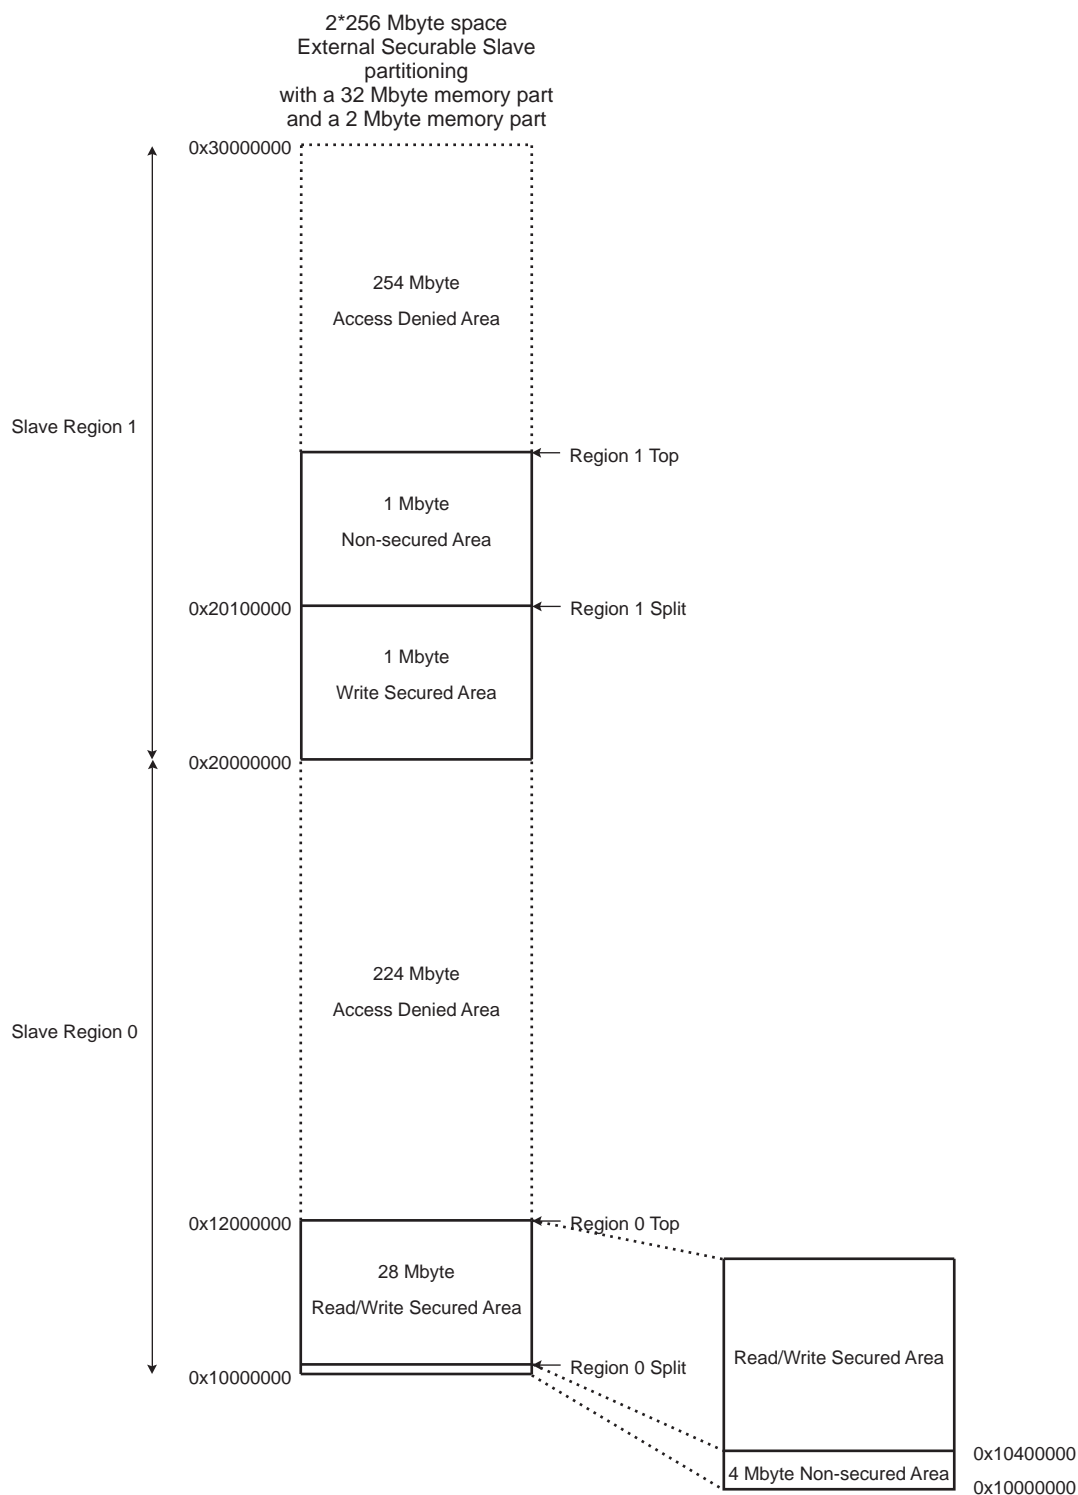 2*256 Mbyte space
External Securable Slave
partitioning
with a 32 Mbyte memory part
and a 2 Mbyte memory part
0x30000000
254 Mbyte
Access Denied Area
Slave Region 1
Region 1 Top
1 Mbyte
Non-secured Area
0x20100000
Region 1 Split
1 Mbyte
Write Secured Area
0x20000000
224 Mbyte
Access Denied Area
Slave Region 0
0x12000000
Region 0 Top
28 Mbyte
Read/Write Secured Area
Read/Write Secured Area
Region 0 Split
0x10000000
0x10400000
4 Mbyte Non-secured Area
0x10000000